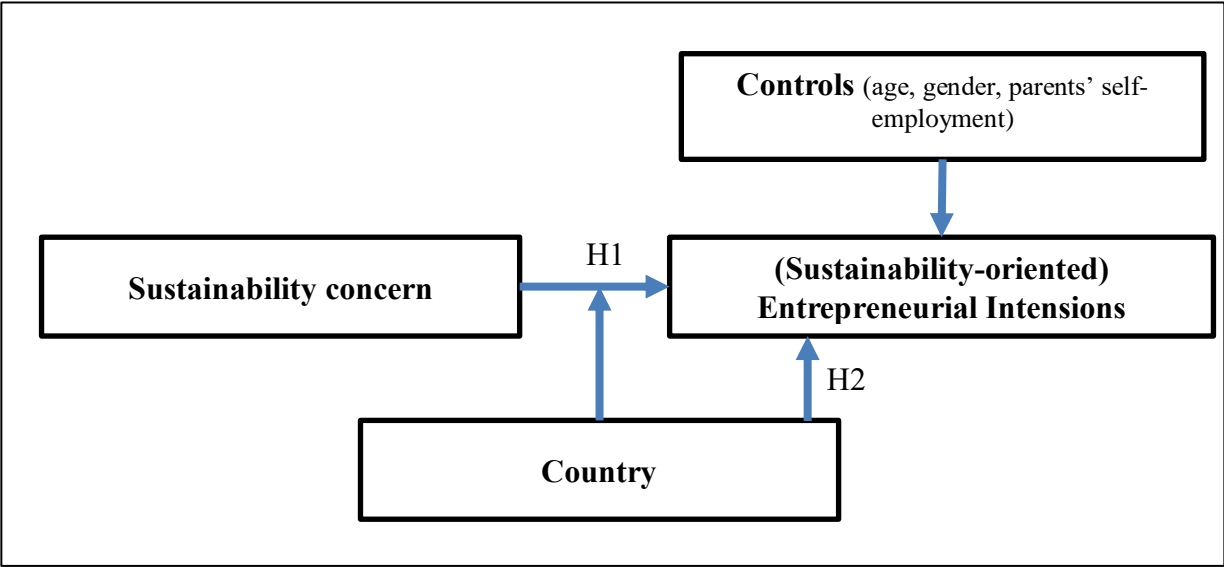 Controls (age, gender, parents’ self-
employment)
H1
Sustainability concern
(Sustainability-oriented)
Entrepreneurial Intensions
H2
Country